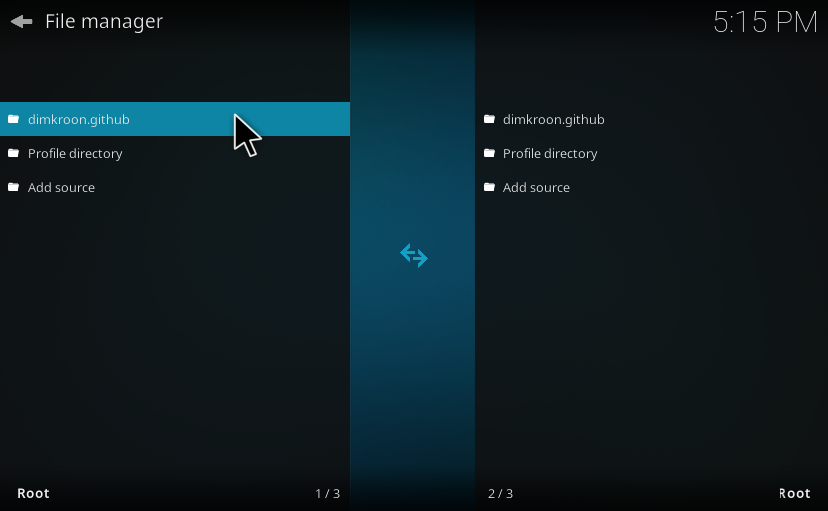 File manager
5:15 PM
dimkroon.github
Profile directory
Add source
dimkroon.github
Profile directory
Add source
Root
1 / 3
2 / 3
Root